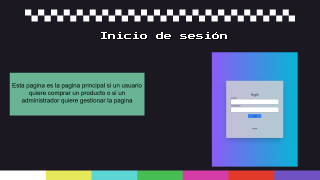 Inicio de sesión
Esta pagina es la pagina principal si un usuario
quiere comprar un producto o si un
administrador quiere gestionar la pagina
login